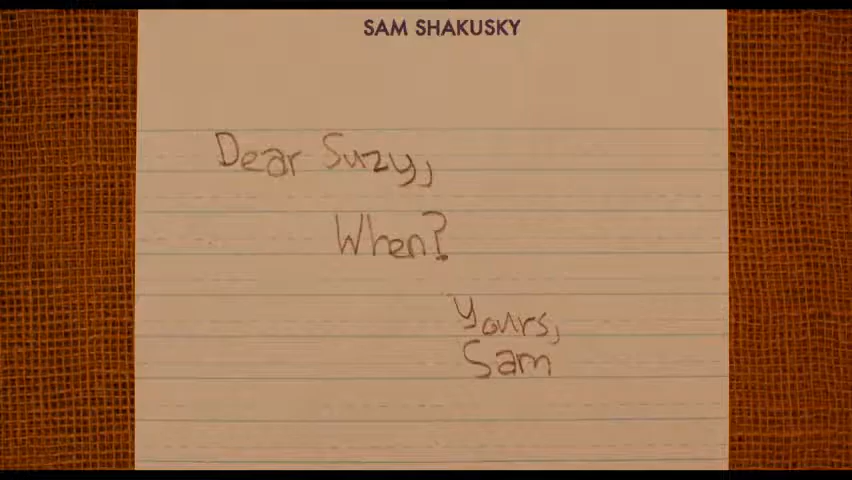 SAM SHAKUSKY
Dear Suzy,
When?
Yours,
Sam